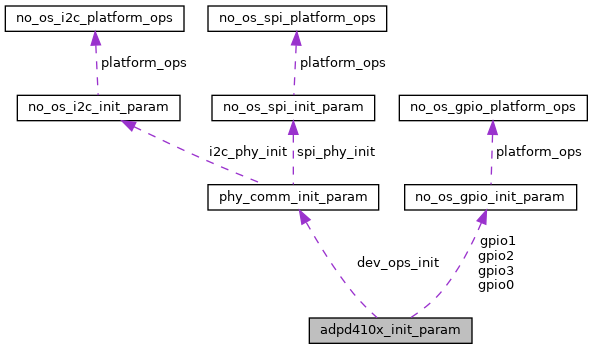 no_os_i2c_platform_ops
no_os_spi_platform_ops
platform_ops
platform_ops
no_os_i2c_init_param
no_os_spi_init_param
no_os_gpio_platform_ops
i2c_phy_init
spi_phy_init
platform_ops
phy_comm_init_param
no_os_gpio_init_param
dev_ops_init
gpio1
gpio2
gpio3
gpio0
adpd410x_init_param